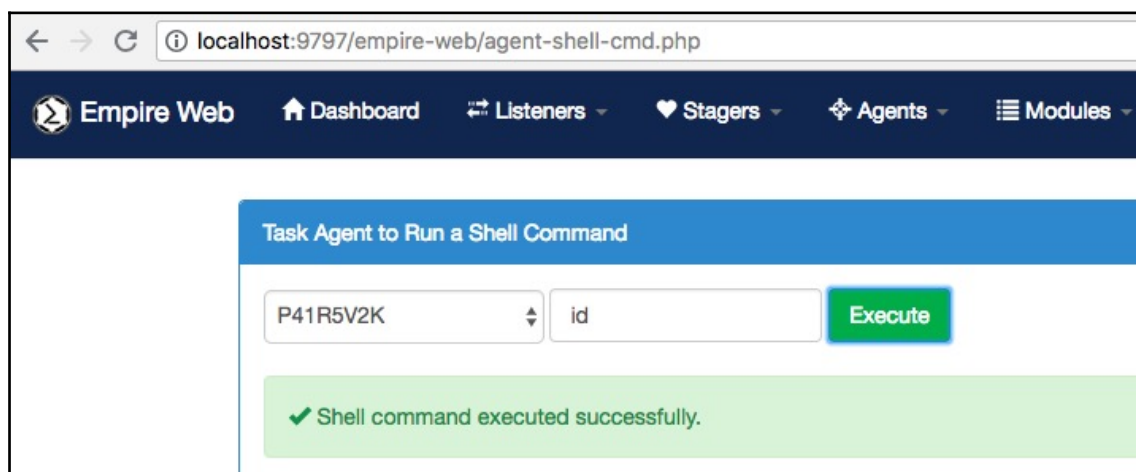 localhost:9797/empire-web/agent-shell-cmd.php
Empire Web Dashboard Listeners Stagers Agents Modules
Task Agent to Run a Shell Command
P41R5V2K id Execute
Shell command executed successfully.